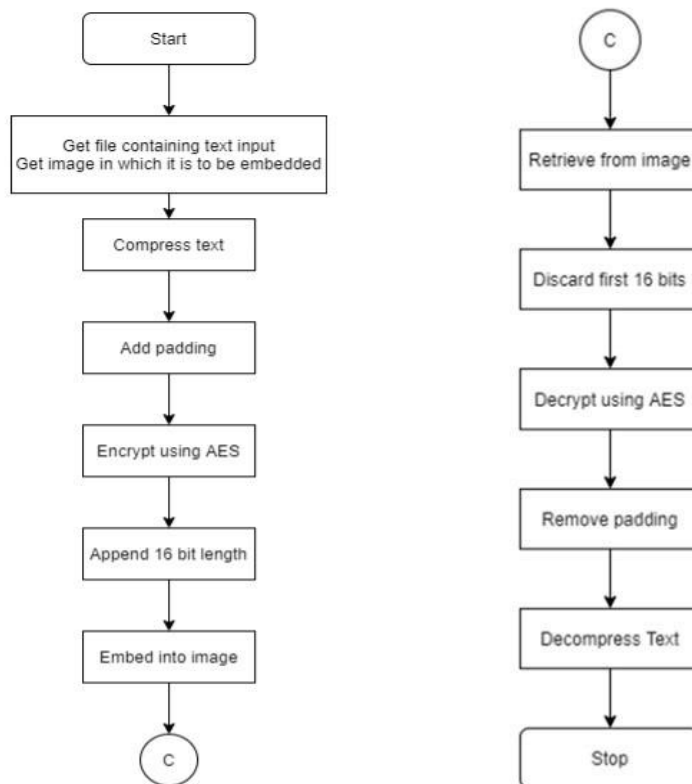 Start
Get file containing text input
Get image in which it is to be embedded
Compress text
Add padding
Encrypt using AES
Append 16 bit length
Embed into image
C
C
Retrieve from image
Discard first 16 bits
Decrypt using AES
Remove padding
Decompress Text
Stop